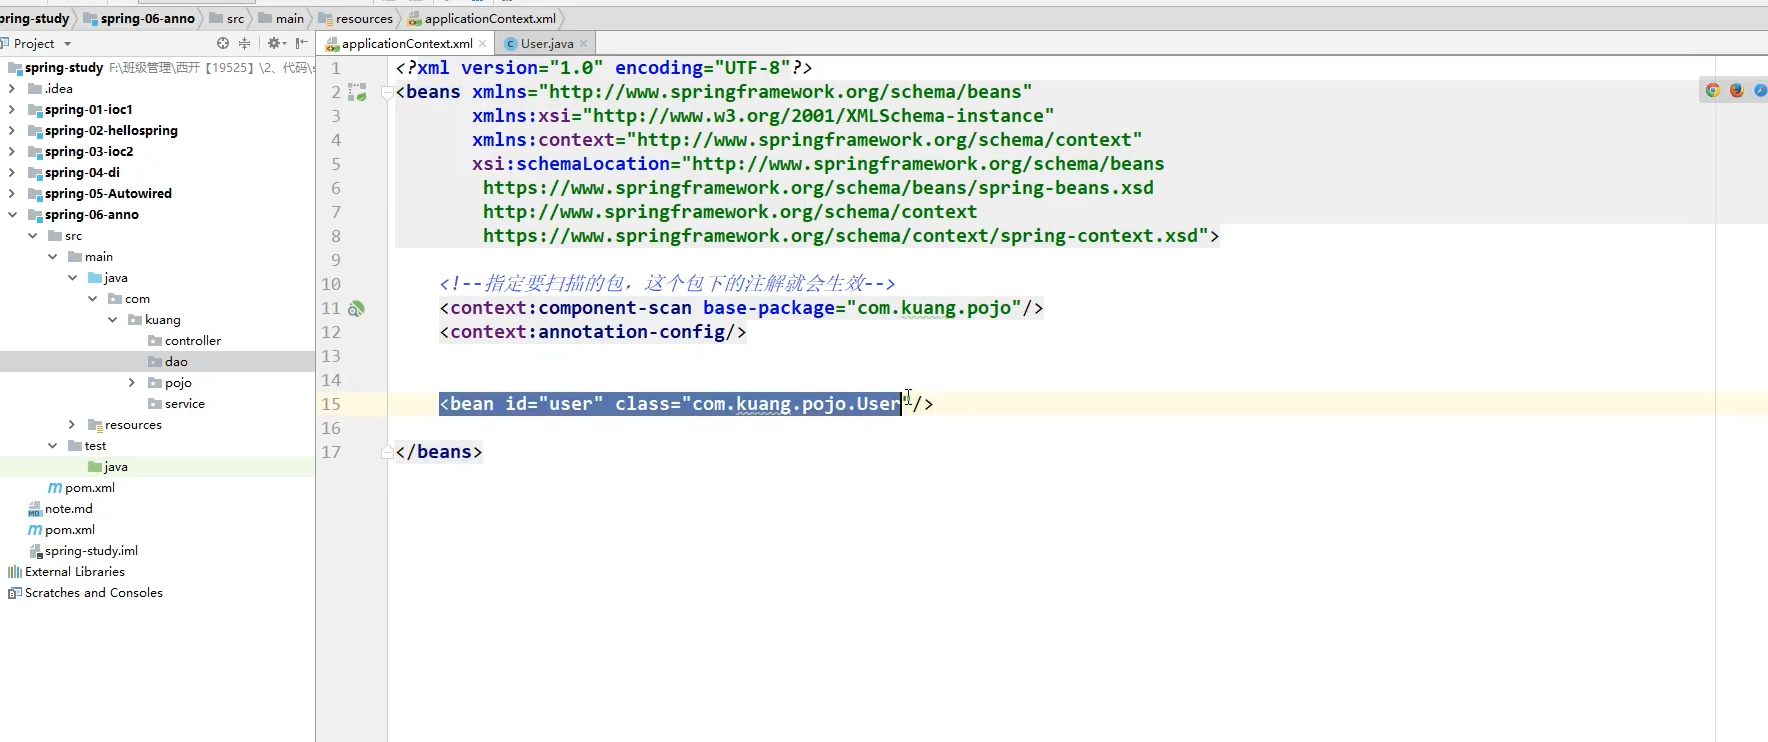 pring-study spring-06-anno src main resources applicationContext.xml
Project
applicationContext.xml User.java
spring-study F:\班级管理\西开【19525】\2、代码\s
.idea
spring-01-ioc1
spring-02-hellospring
spring-03-ioc2
spring-04-di
spring-05-Autowired
spring-06-anno
src
main
java
com
kuang
controller
dao
pojo
service
resources
test
java
pom.xml
note.md
pom.xml
spring-study.iml
External Libraries
Scratches and Consoles
1 <?xml version="1.0" encoding="UTF-8"?>
2 <beans xmlns="http://www.springframework.org/schema/beans"
3 xmlns:xsi="http://www.w3.org/2001/XMLSchema-instance"
4 xmlns:context="http://www.springframework.org/schema/context"
5 xsi:schemaLocation="http://www.springframework.org/schema/beans
6 https://www.springframework.org/schema/beans/spring-beans.xsd
7 http://www.springframework.org/schema/context
8 https://www.springframework.org/schema/context/spring-context.xsd">
9
10 <!--指定要扫描的包，这个包下的注解就会生效-->
11 <context:component-scan base-package="com.kuang.pojo"/>
12 <context:annotation-config/>
13
14
15 <bean id="user" class="com.kuang.pojo.User"/>
16
17 </beans>